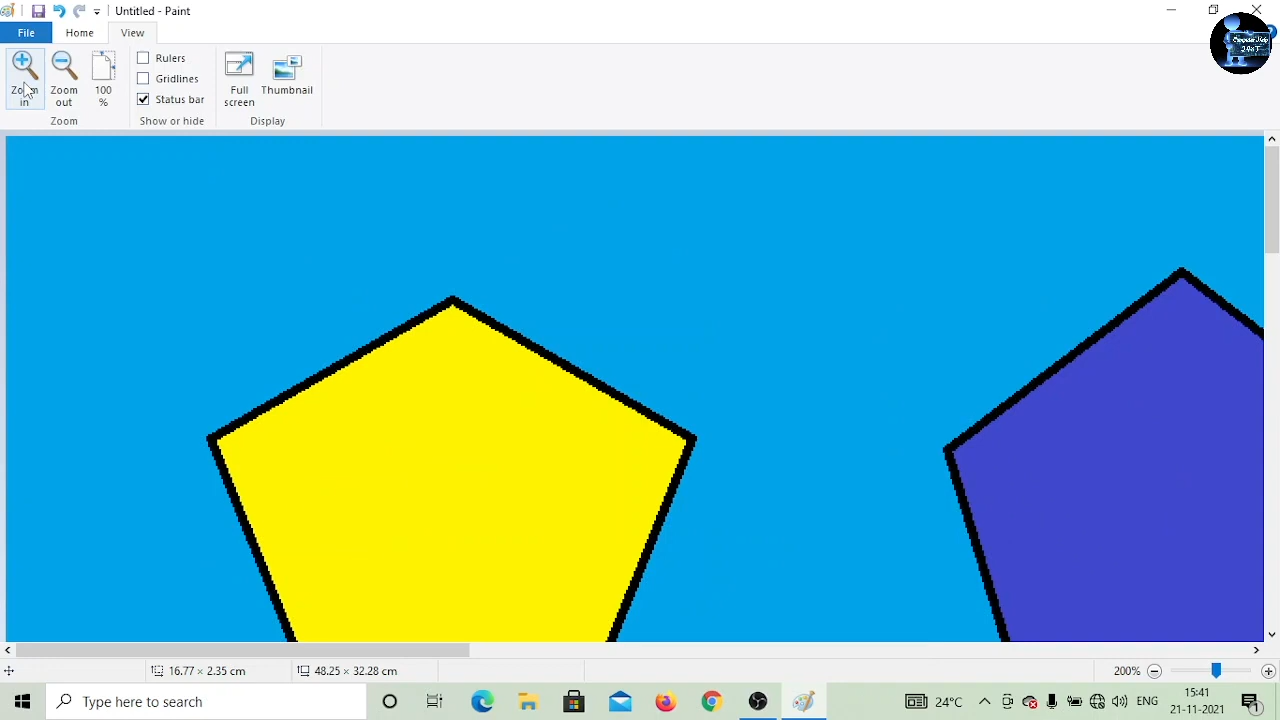 Untitled - Paint
File Home View
Zoom in
Zoom out
100 %
Rulers
Gridlines
Status bar
Full screen
Thumbnail
Zoom Show or hide Display
16.77 × 2.35 cm 48.25 × 32.28 cm 200%
Type here to search
24°C ENG 15:41
21-11-2021
1